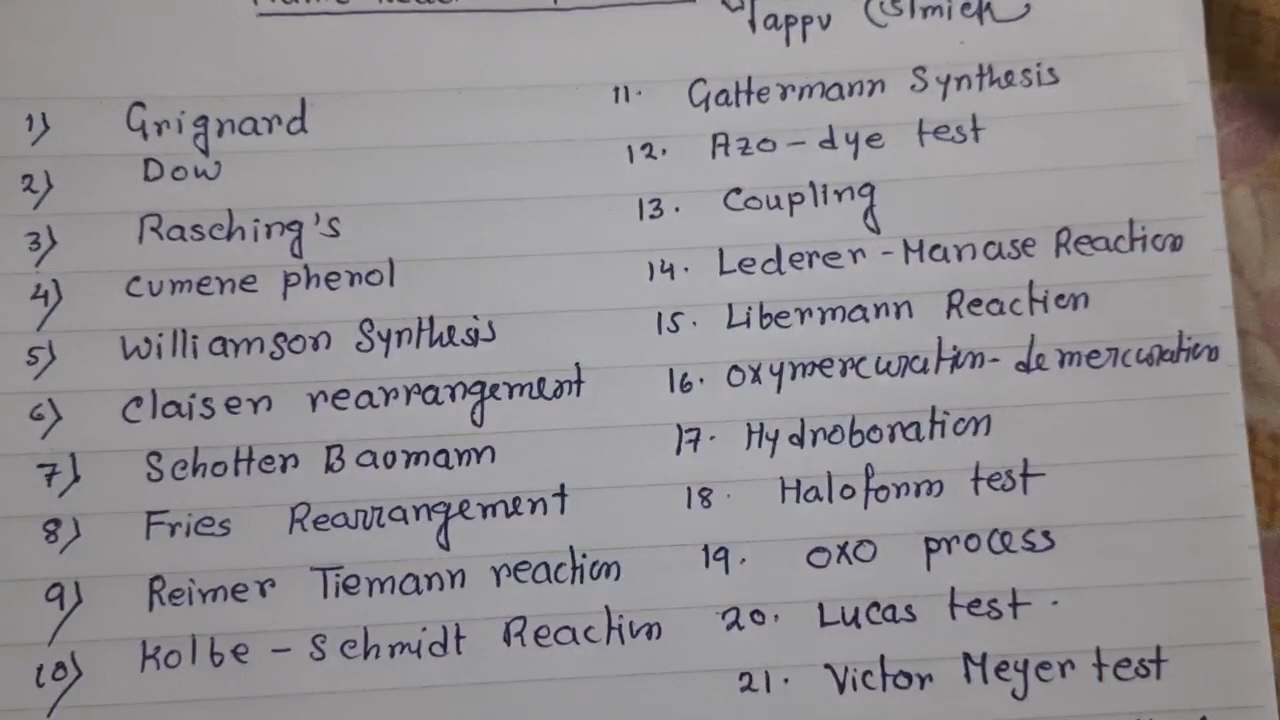 Tappu (Slmich
1) Grignard
2) Dow
3) Rasching's
4) cumene phenol
5) Williamson Synthesis
6) Claisen rearrangement
7) Schotten Baomann
8) Fries Rearrangement
9) Reimer Tiemann reaction
10) Kolbe - Schmidt Reaction
11. Gattermann Synthesis
12. Azo-dye test
13. Coupling
14. Lederer - Manase Reaction
15. Libermann Reaction
16. Oxymercuration- demercuration
17. Hydroboration
18. Haloform test
19. OXO process
20. Lucas test.
21. Victor Meyer test